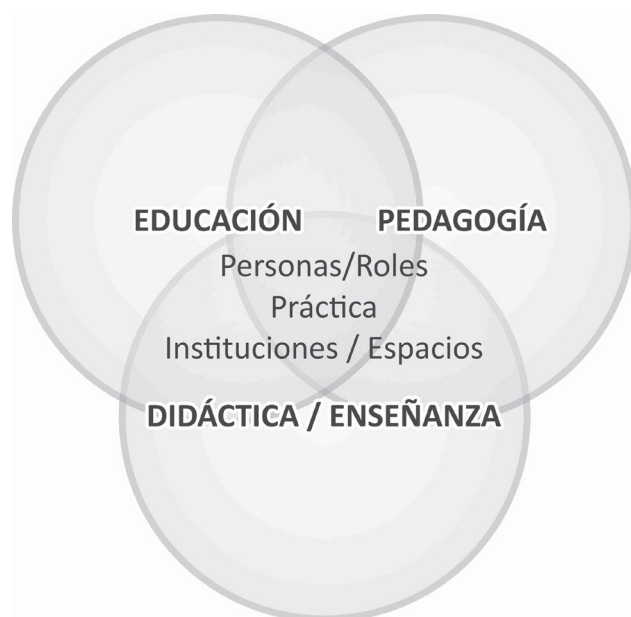 EDUCACIÓN PEDAGOGÍA
Personas/Roles
Práctica
Instituciones / Espacios
DIDÁCTICA / ENSEÑANZA